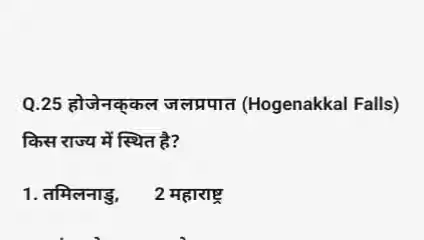 Q.25 होजेनक्कल जलप्रपात (Hogenakkal Falls)
किस राज्य में स्थित है?
1. तमिलनाडु, 2 महाराष्ट्र